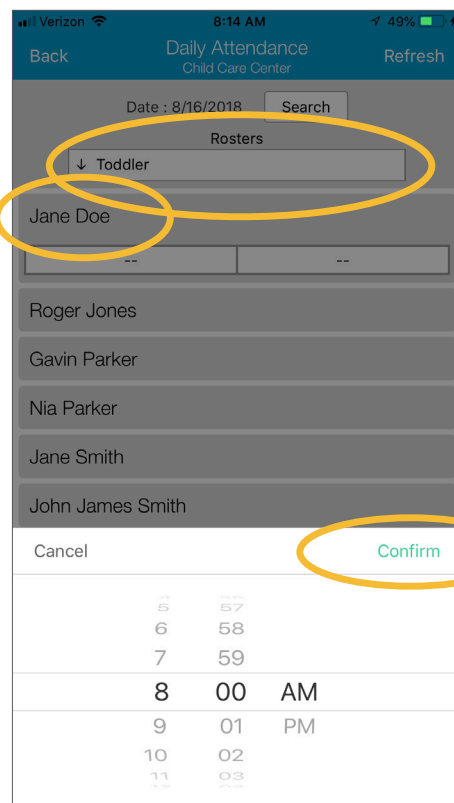 Verizon 8:14 AM 49%
Back Daily Attendance Refresh
Child Care Center
Date : 8/16/2018 Search
Rosters
↓ Toddler
Jane Doe
-- --
Roger Jones
Gavin Parker
Nia Parker
Jane Smith
John James Smith
Cancel Confirm
5 57
6 58
7 59
8 00 AM
9 01 PM
10 02
11 03